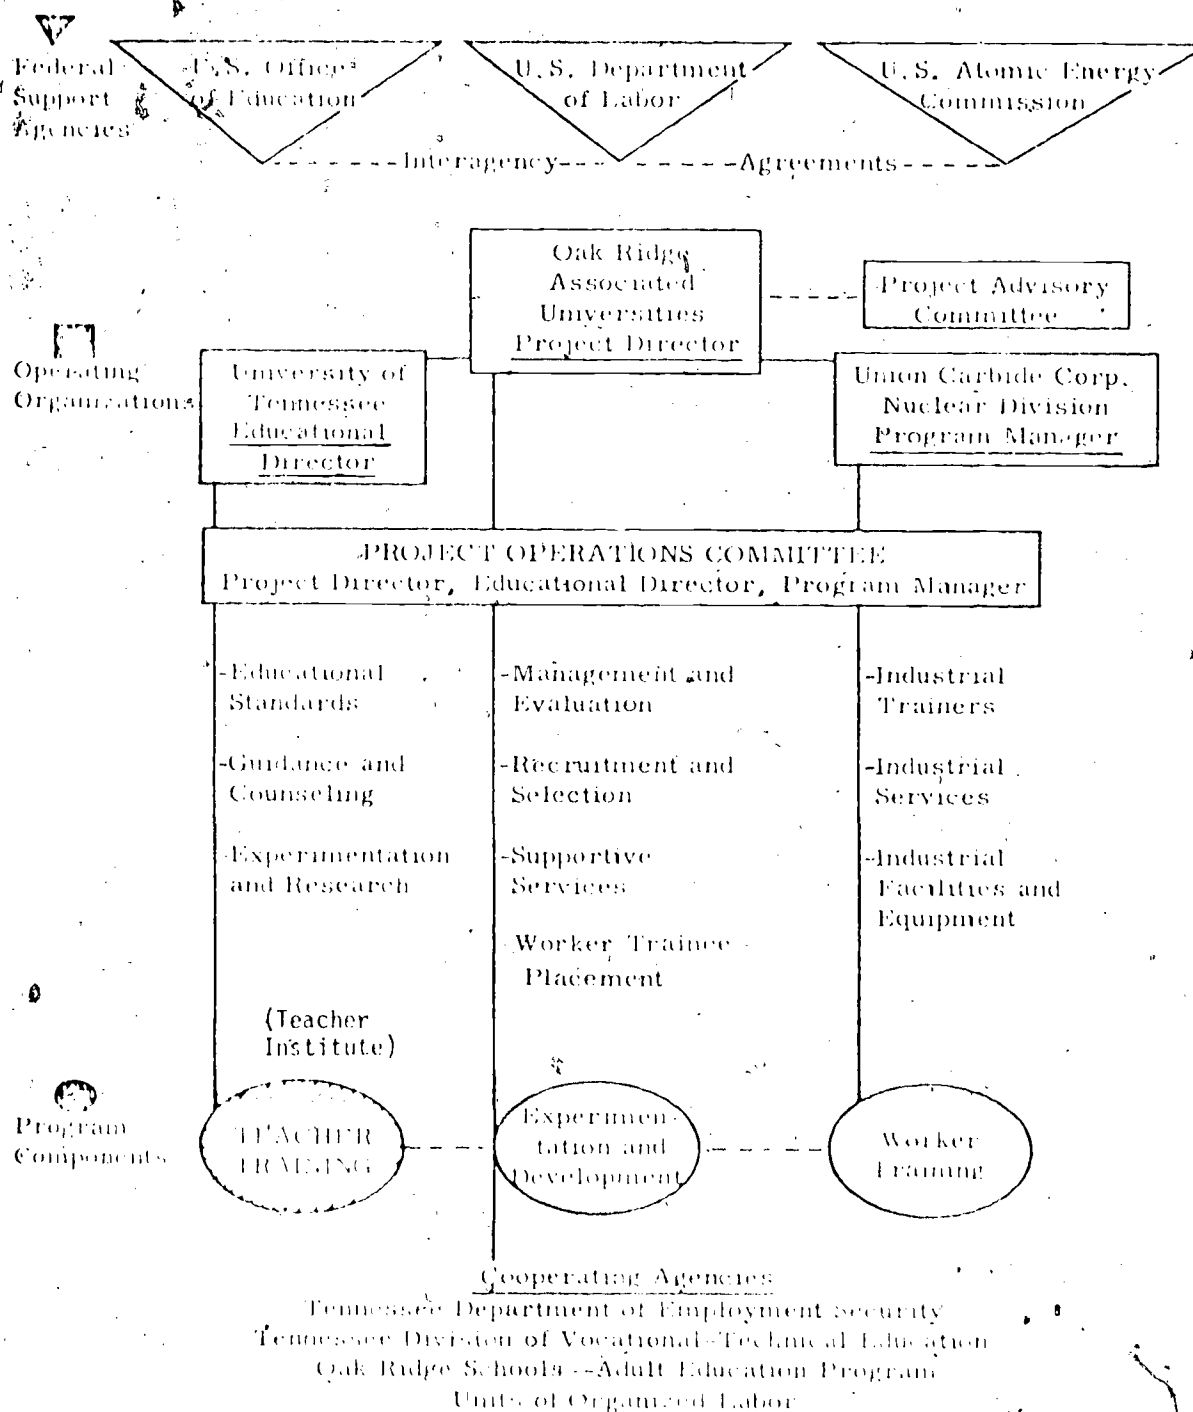 Federal
Support
Agencies
U.S. Office
of Education
U.S. Department
of Labor
U.S. Atomic Energy
Commission
Interagency
Agreements
Oak Ridge
Associated
Universities
Project Director
Project Advisory
Committee
Operating
Organizations
University of
Tennessee
Educational
Director
Union Carbide Corp.
Nuclear Division
Program Manager
PROJECT OPERATIONS COMMITTEE
Project Director, Educational Director, Program Manager
-Educational
Standards
-Guidance and
Counseling
-Experimentation
and Research
-Management and
Evaluation
-Recruitment and
Selection
-Supportive
Services
-Worker Trainee
Placement
-Industrial
Trainers
-Industrial
Services
-Industrial
Facilities and
Equipment
(Teacher
Institute)
Program
Components
TEACHER
TRAINING
Experimen-
tation and
Development
Worker
Training
Cooperating Agencies
Tennessee Department of Employment Security
Tennessee Division of Vocational-Technical Education
Oak Ridge Schools--Adult Education Program
Units of Organized Labor